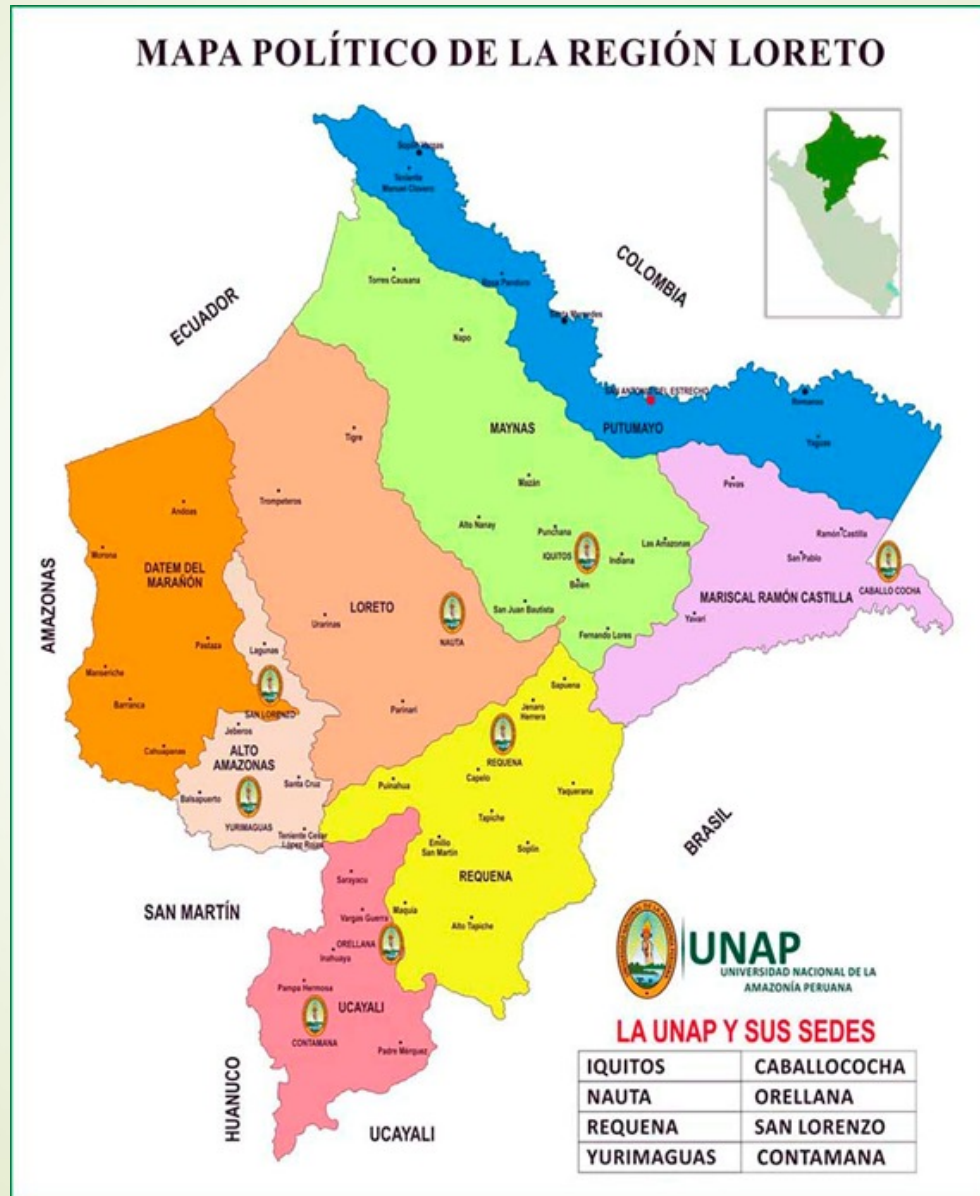 MAPA POLÍTICO DE LA REGIÓN LORETO
Teniente
Manuel Clavero
COLOMBIA
Torres Causana
ECUADOR
Napo
SAN ANTONIO DEL ESTRECHO
PUTUMAYO
MAYNAS
Yaguas
Tigre
Mazán
Pevas
Trompeteros
Andoas
Alto Nanay
Punchana
IQUITOS
Las Amazonas
Indiana
Belén
Ramón Castilla
San Pablo
CABALLO COCHA
Morona
AMAZONAS
DATEM DEL
MARAÑÓN
LORETO
MARISCAL RAMÓN CASTILLA
San Juan Bautista
Urarinas
NAUTA
Yavarí
Fernando Lores
Pastaza
Lagunas
Manseriche
Barranca
SAN LORENZO
Parinari
Sapuena
Jenaro
Herrera
REQUENA
Jeberos
Cahuapanas
ALTO
AMAZONAS
Santa Cruz
Puinahua
Capelo
Yaquerana
Balsapuerto
YURIMAGUAS
Teniente Cesar
López Rojas
Tapiche
Emilio
San Martín
Soplin
BRASIL
REQUENA
Sarayacu
SAN MARTÍN
Vargas Guerra
Maquia
Alto Tapiche
ORELLANA
Inahuaya
Pampa Hermosa
UCAYALI
CONTAMANA
Padre Márquez
HUANUCO
UCAYALI
UNAP
UNIVERSIDAD NACIONAL DE LA
AMAZONÍA PERUANA
LA UNAP Y SUS SEDES
IQUITOS CABALLOCOCHA
NAUTA ORELLANA
REQUENA SAN LORENZO
YURIMAGUAS CONTAMANA